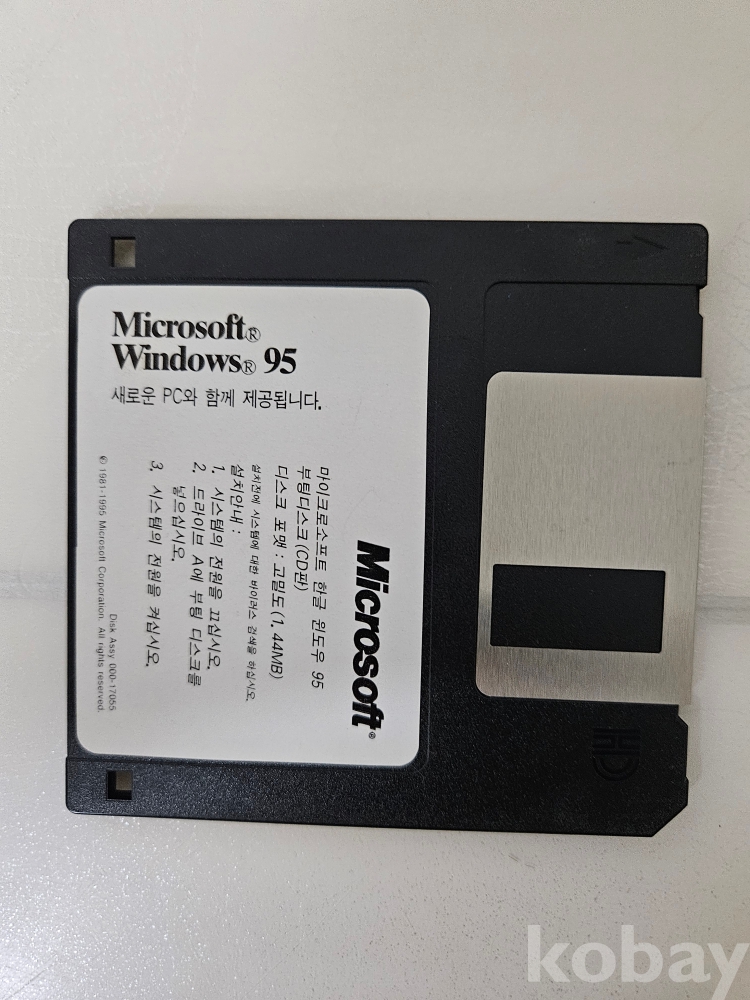 Microsoft®
Windows® 95
새로운 PC와 함께 제공됩니다.
Microsoft®
마이크로소프트 한글 윈도우 95
부팅디스크(CD판)
디스크 포맷 : 고밀도(1.44MB)
설치전에 시스템에 대한 바이러스 검색을 하십시오.
설치안내 :
1. 시스템의 전원을 끄십시오.
2. 드라이브 A에 부팅 디스크를
넣으십시오.
3. 시스템의 전원을 켜십시오.
Disk Assy 000-17055
© 1981-1995 Microsoft Corporation. All rights reserved.
HD
kobay